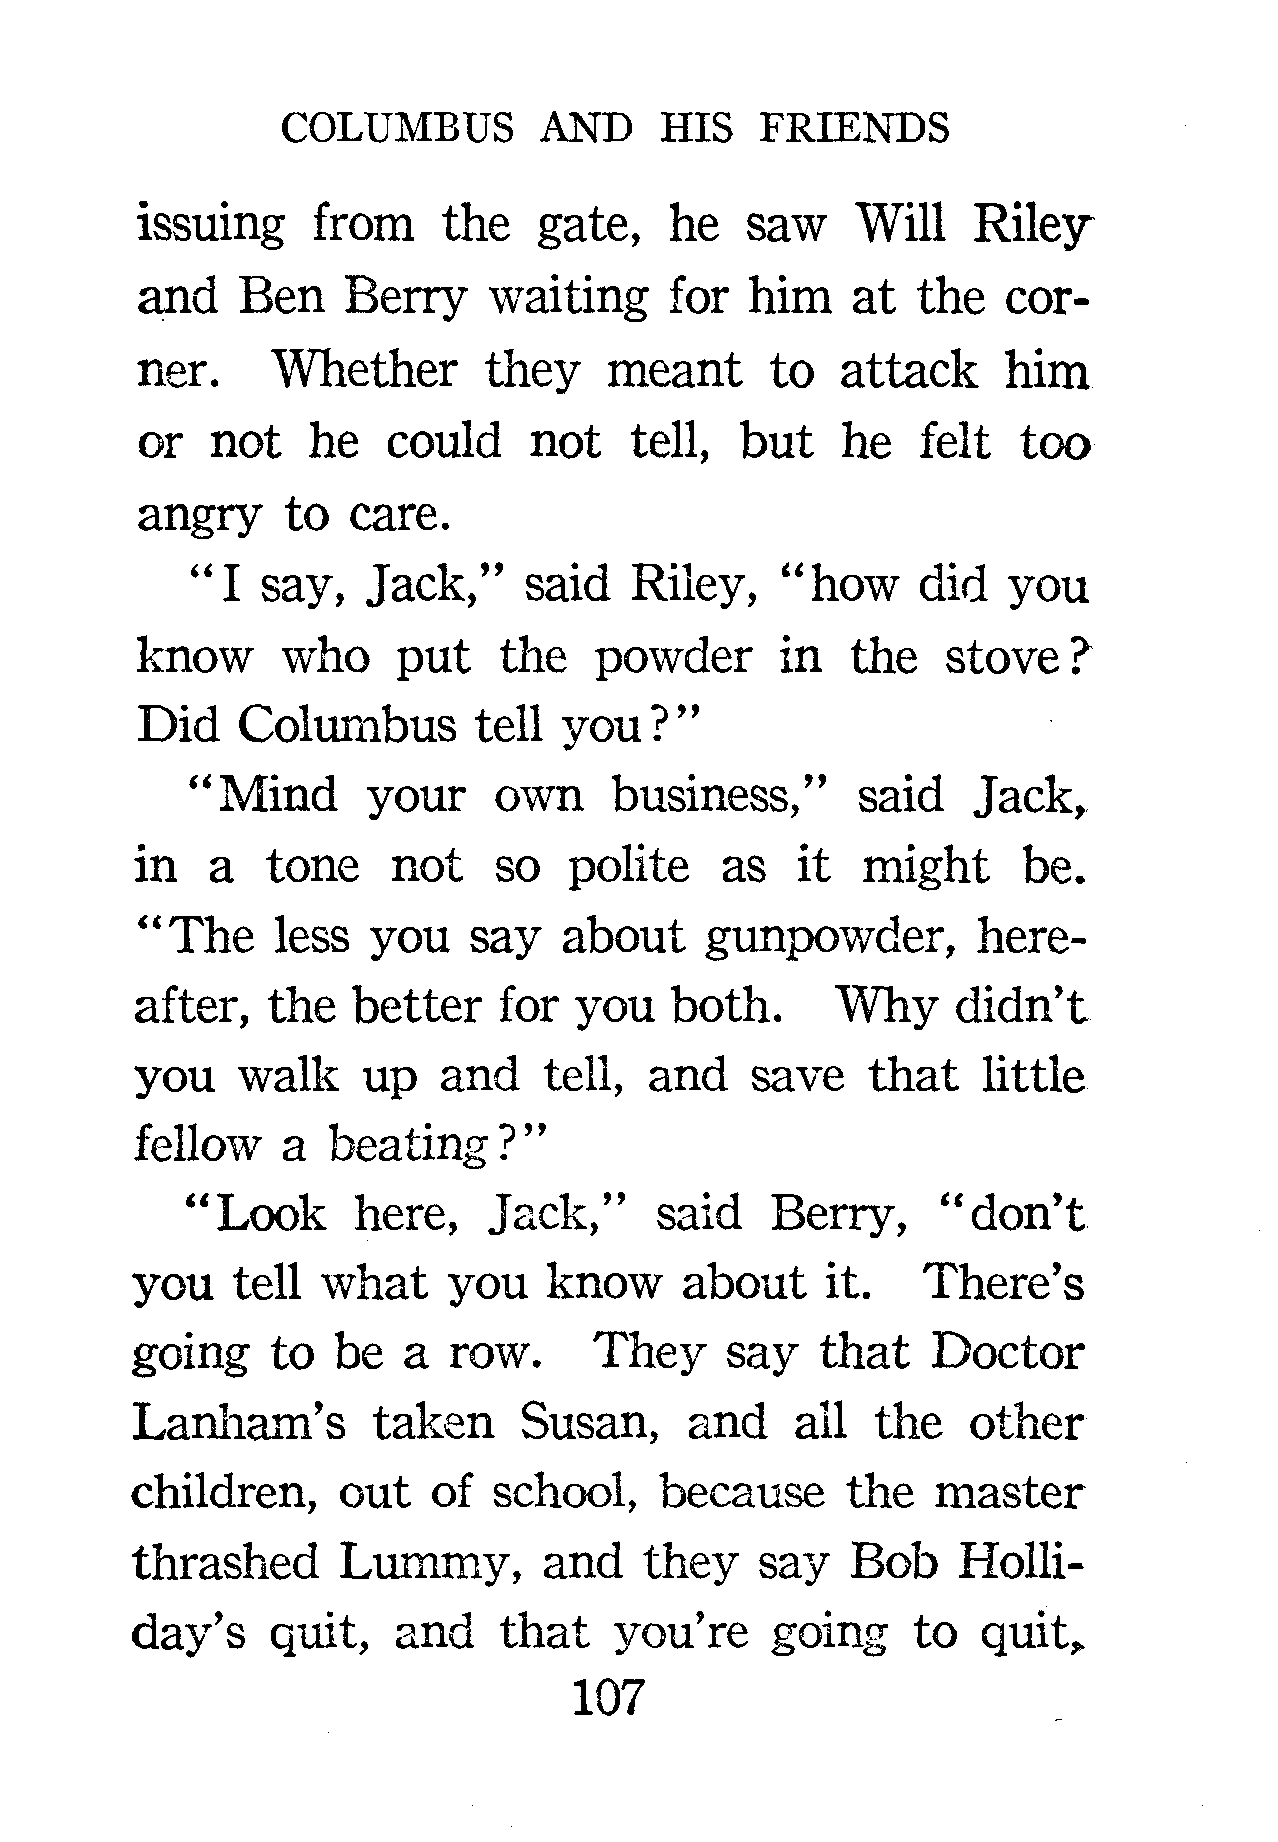 COLUMBUS AND HIS FRIENDS
issuing from the gate, he saw Will Riley
and Ben Berry waiting for him at the cor-
ner. Whether they meant to attack him
or not he could not tell, but he felt too
angry to care.
"I say, Jack," said Riley, "how did you
know who put the powder in the stove?
Did Columbus tell you?"
"Mind your own business," said Jack,
in a tone not so polite as it might be.
"The less you say about gunpowder, here-
after, the better for you both. Why didn't
you walk up and tell, and save that little
fellow a beating?"
"Look here, Jack," said Berry, "don't
you tell what you know about it. There's
going to be a row. They say that Doctor
Lanham's taken Susan, and all the other
children, out of school, because the master
thrashed Lummy, and they say Bob Holli-
day's quit, and that you're going to quit,
107